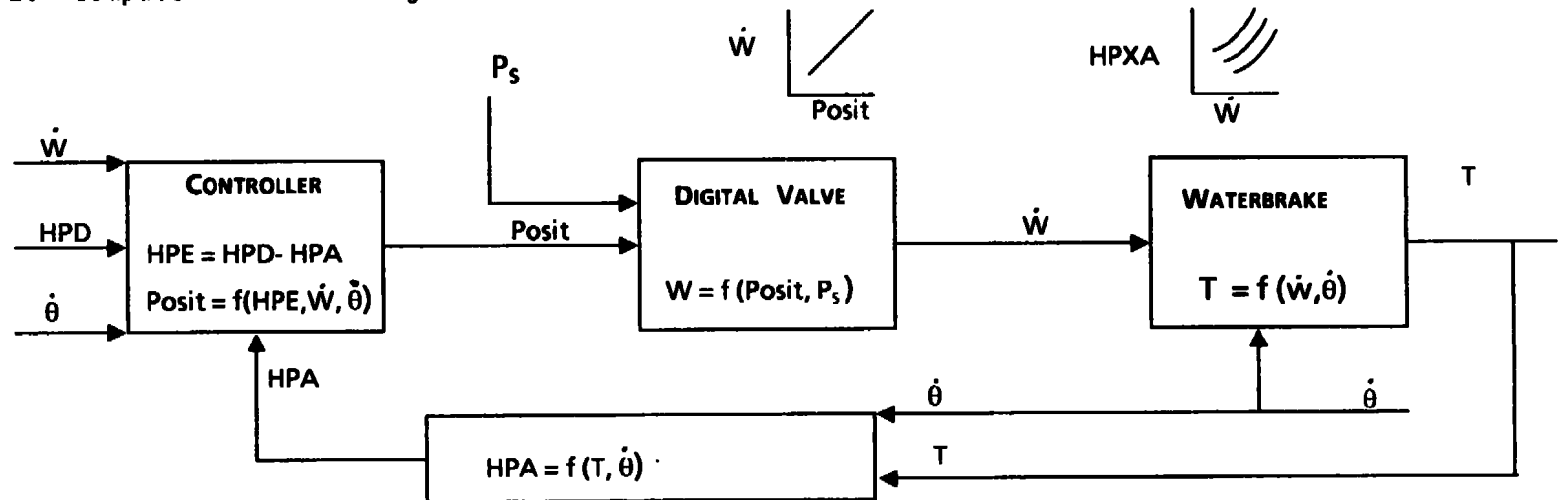 Ẇ
Posit
HPXA
Ẇ
Pₛ
Ẇ
HPD
θ̇
CONTROLLER
HPE = HPD- HPA
Posit = f(HPE,Ẇ, θ̇)
Posit
DIGITAL VALVE
W = f (Posit, Pₛ)
Ẇ
WATERBRAKE
T = f (ẇ,θ̇)
T
HPA
θ̇
θ̇
T
HPA = f (T, θ̇)